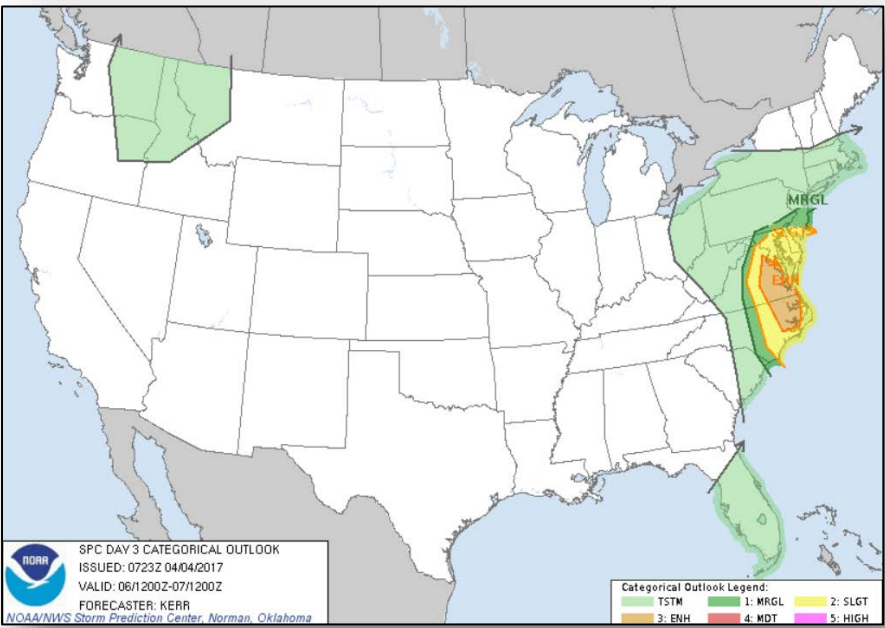 MRGL
SLGT
ENH
NOAA
SPC DAY 3 CATEGORICAL OUTLOOK
ISSUED: 0723Z 04/04/2017
VALID: 06/1200Z-07/1200Z
FORECASTER: KERR
NOAA/NWS Storm Prediction Center, Norman, Oklahoma
Categorical Outlook Legend:
TSTM 1: MRGL 2: SLGT
3: ENH 4: MDT 5: HIGH